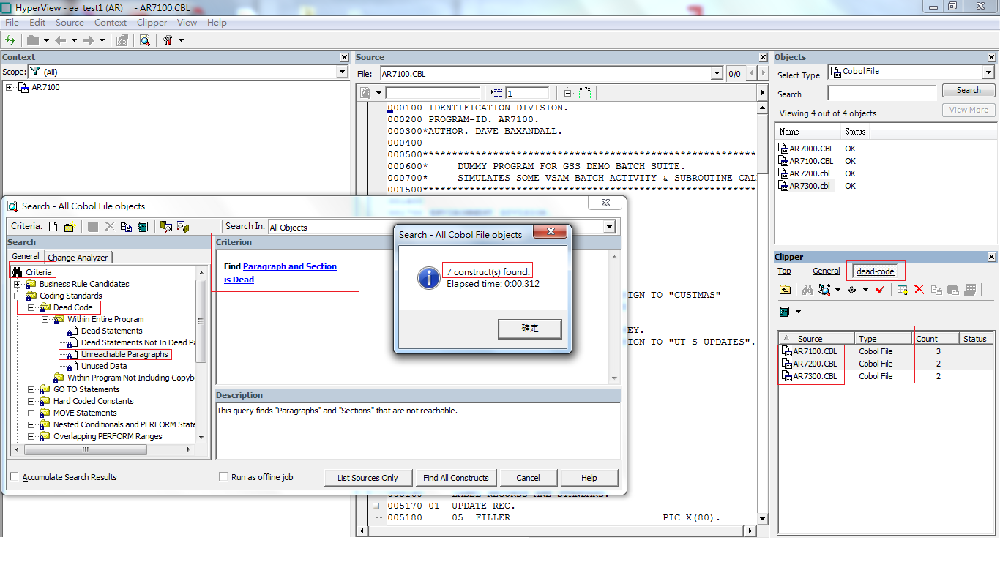 HyperView - ea_test1 (AR)    - AR7100.CBL
File Edit Source Context Clipper View Help
Context
Scope: (All)
AR7100
Source
File: AR7100.CBL 0/0
1
000100 IDENTIFICATION DIVISION.
000200 PROGRAM-ID. AR7100.
000300*AUTHOR. DAVE BAXANDALL.
000400
000500*********************************************************
000600*     DUMMY PROGRAM FOR GSS DEMO BATCH SUITE.
000700*     SIMULATES SOME VSAM BATCH ACTIVITY & SUBROUTINE CAL
001500*********************************************************
IGN TO "CUSTMAS"
EY.
IGN TO "UT-S-UPDATES".
LABEL RECORDS ARE STANDARD.
005170 01  UPDATE-REC.
005180     05  FILLER                          PIC X(80).
Objects
Select Type CobolFile
Search Search
Viewing 4 out of 4 objects View More
Name Status
AR7000.CBL OK
AR7100.CBL OK
AR7200.cbl OK
AR7300.cbl OK
Clipper
Top General dead-code
Source Type Count Status
AR7100.CBL Cobol File 3
AR7200.CBL Cobol File 2
AR7300.CBL Cobol File 2
Search - All Cobol File objects
Criteria: Search In: All Objects
Search
General Change Analyzer
Criteria
Business Rule Candidates
Coding Standards
Dead Code
Within Entire Program
Dead Statements
Dead Statements Not In Dead Pa
Unreachable Paragraphs
Unused Data
Within Program Not Including Copyb
GO TO Statements
Hard Coded Constants
MOVE Statements
Nested Conditionals and PERFORM State
Overlapping PERFORM Ranges
Criterion
Find Paragraph and Section
is Dead
Description
This query finds "Paragraphs" and "Sections" that are not reachable.
Accumulate Search Results Run as offline job List Sources Only Find All Constructs Cancel Help
Search - All Cobol File objects
7 construct(s) found.
Elapsed time: 0:00.312
確定